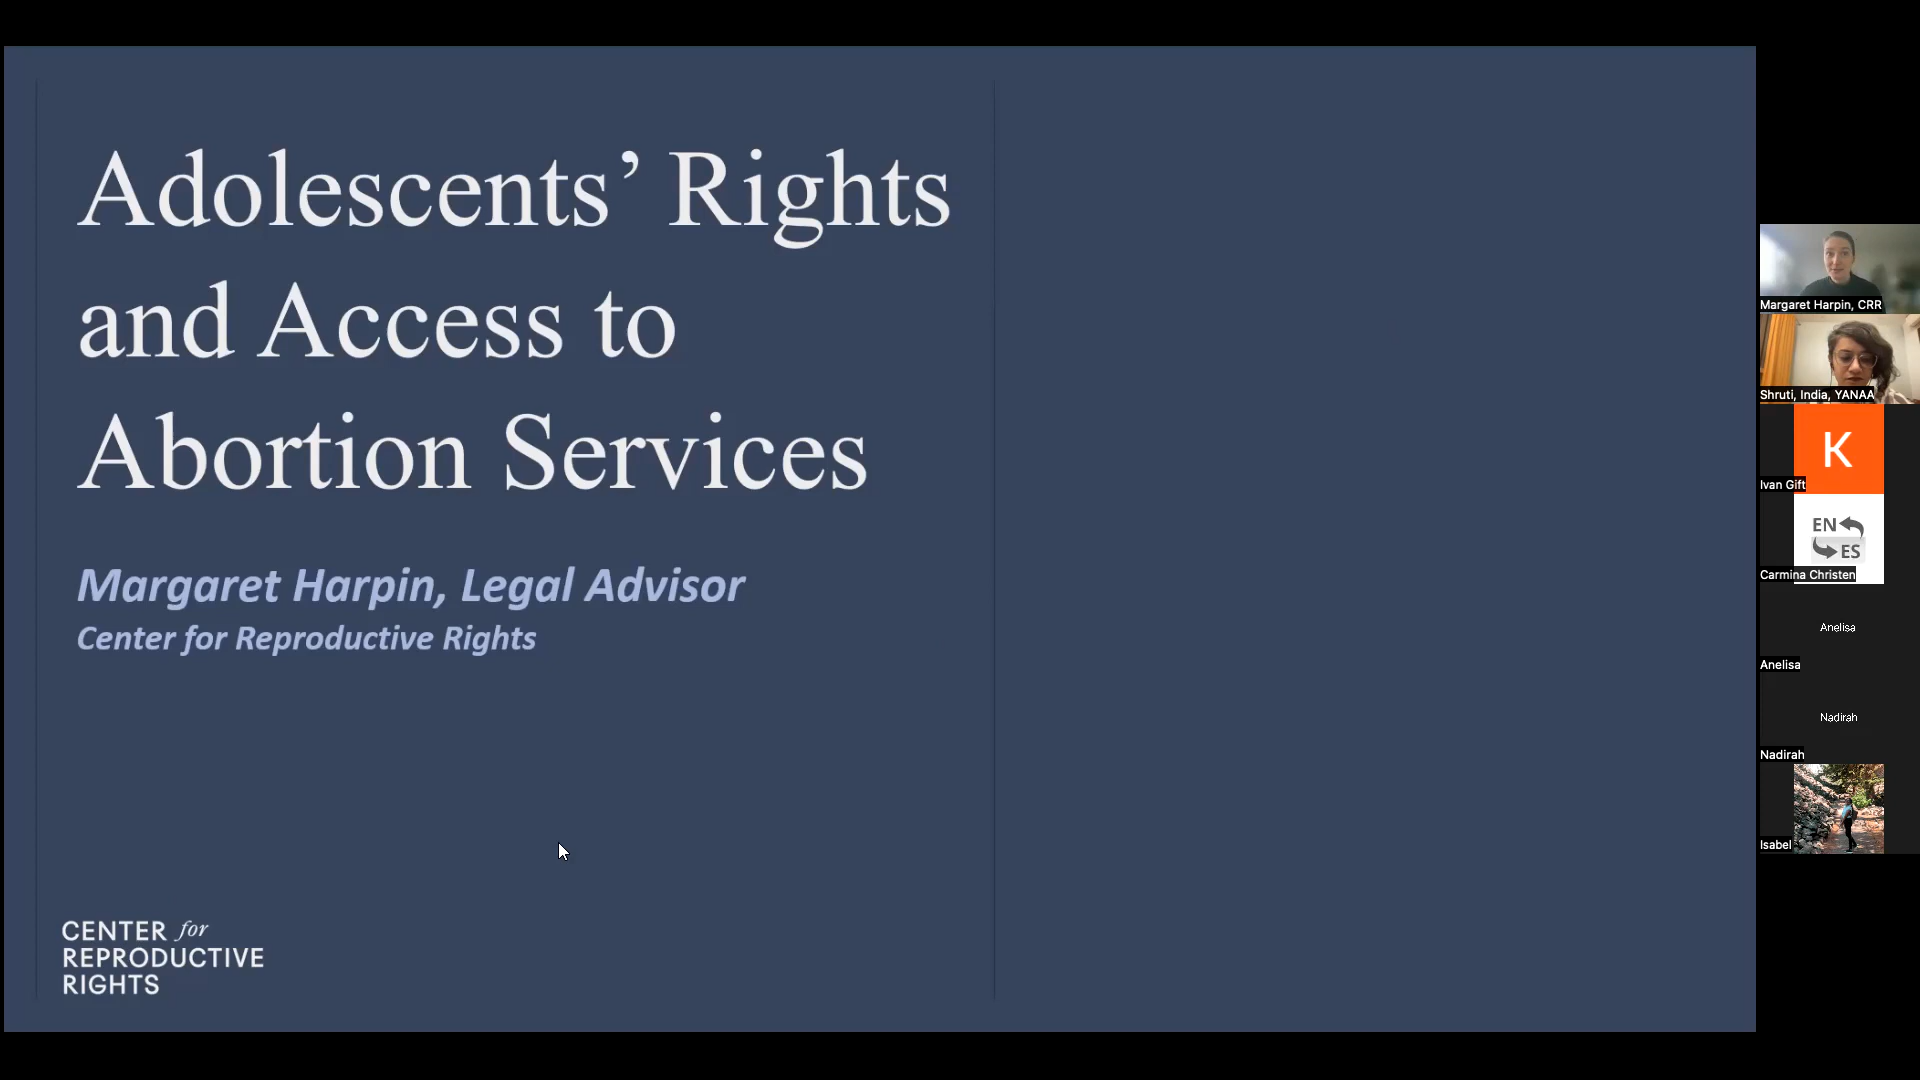 Adolescents’ Rights
and Access to
Abortion Services
Margaret Harpin, Legal Advisor
Center for Reproductive Rights
CENTER for
REPRODUCTIVE
RIGHTS
Margaret Harpin, CRR
Shruti, India, YANAA
K
Ivan Gift
EN
ES
Carmina Christen
Anelisa
Anelisa
Nadirah
Nadirah
Isabel